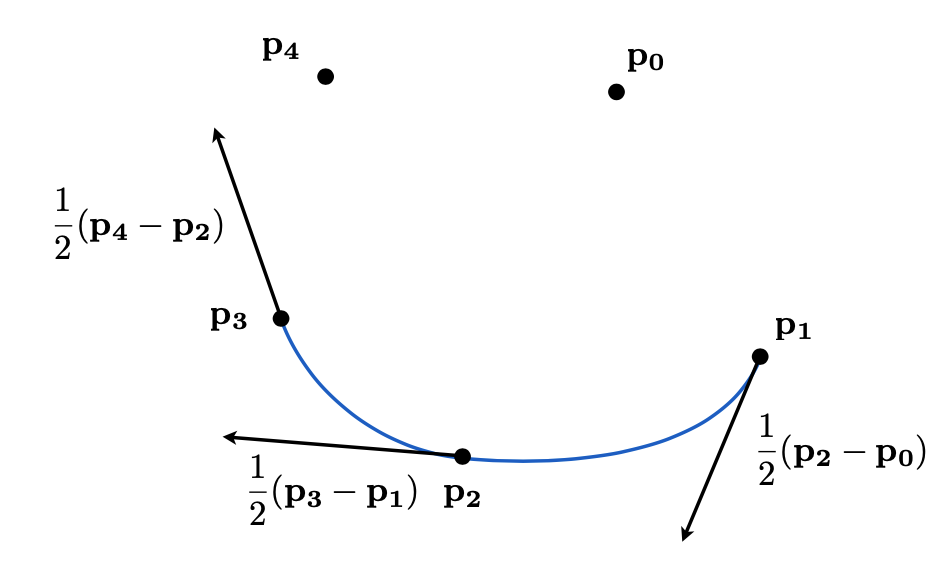 p₄
p₀
½(p₄ − p₂)
p₃
p₁
½(p₂ − p₀)
½(p₃ − p₁)
p₂